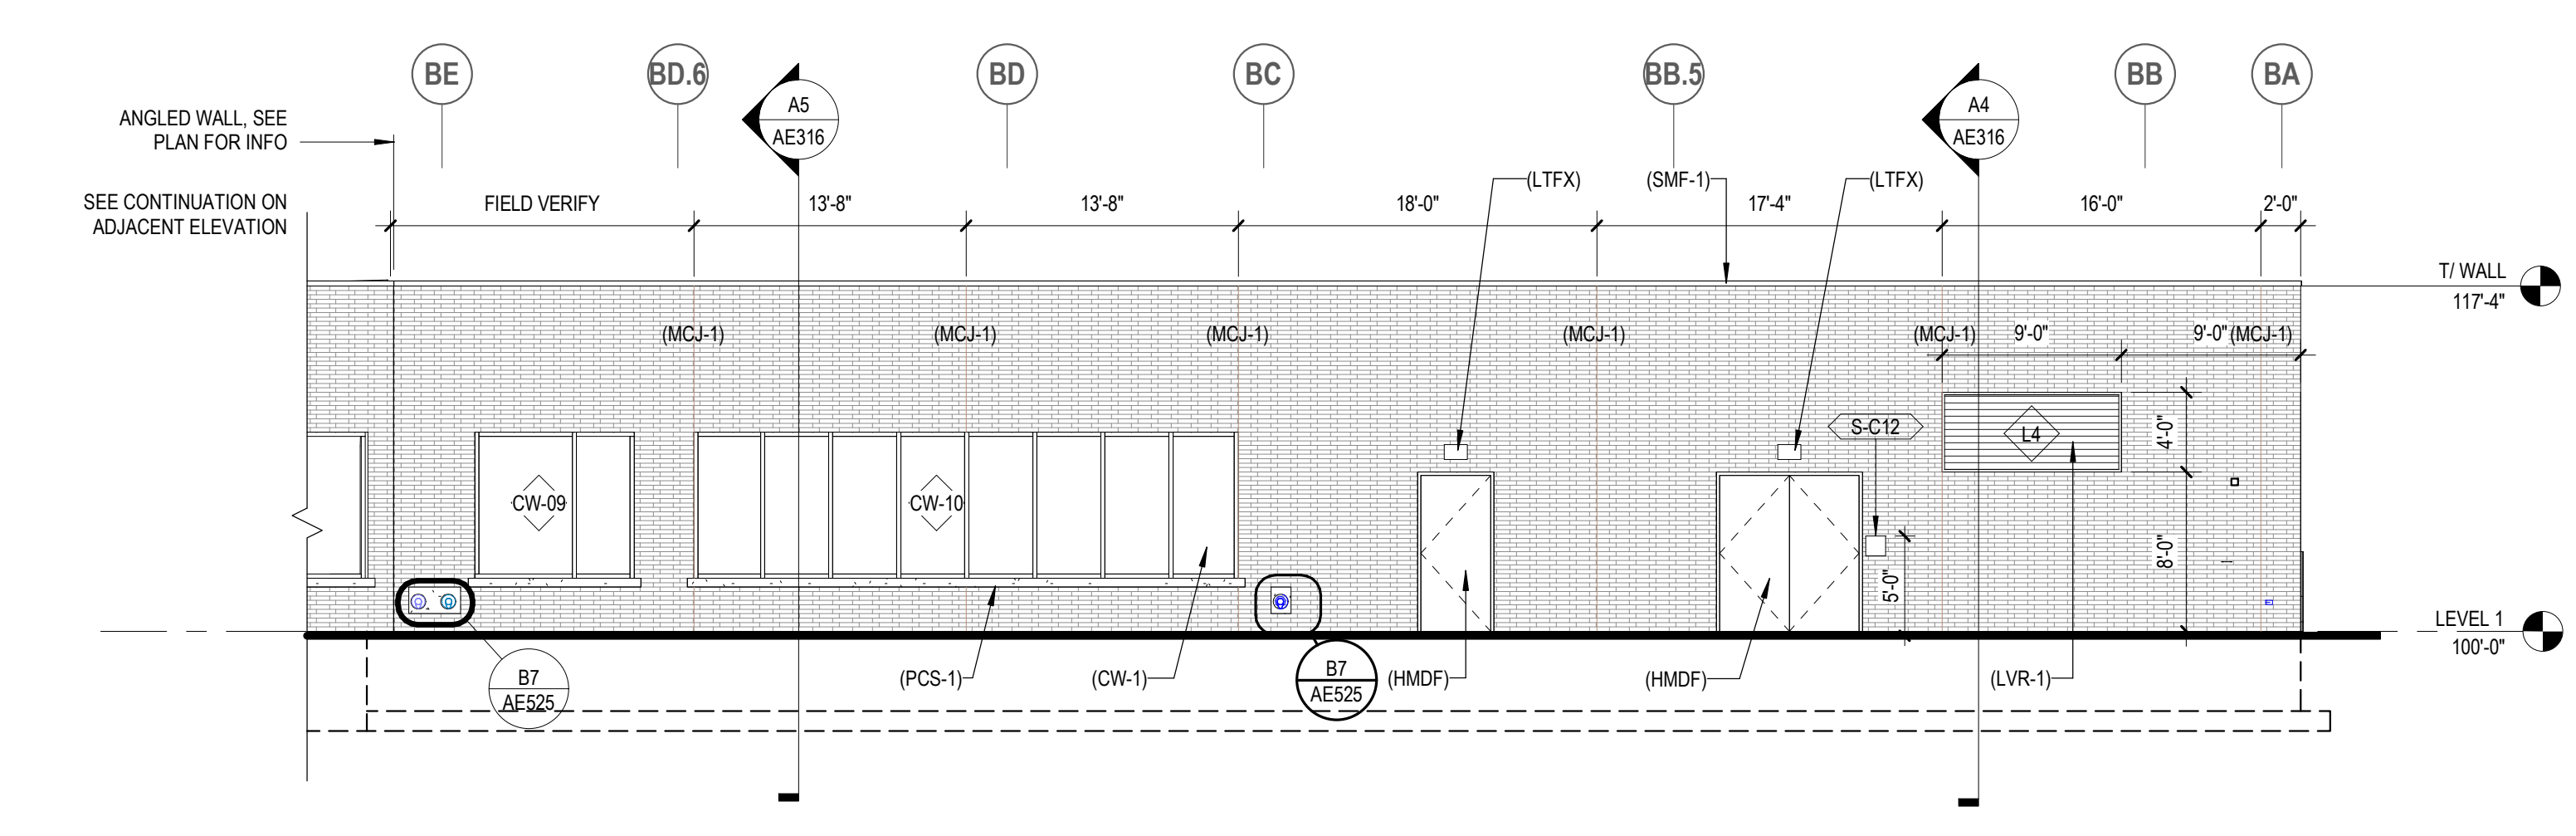 BE
BD.6
BD
BC
BB.5
BB
BA
A5
AE316
A4
AE316
ANGLED WALL, SEE
PLAN FOR INFO
SEE CONTINUATION ON
ADJACENT ELEVATION
(LTFX)
(SMF-1)
(LTFX)
FIELD VERIFY
13'-8"
13'-8"
18'-0"
17'-4"
16'-0"
2'-0"
T/ WALL
117'-4"
(MCJ-1)
(MCJ-1)
(MCJ-1)
(MCJ-1)
(MCJ-1)
9'-0"
9'-0"
(MCJ-1)
S-C12
L4
4'-0"
CW-09
CW-10
8'-0"
5'-0"
LEVEL 1
100'-0"
B7
AE525
(PCS-1)
(CW-1)
B7
AE525
(HMDF)
(HMDF)
(LVR-1)